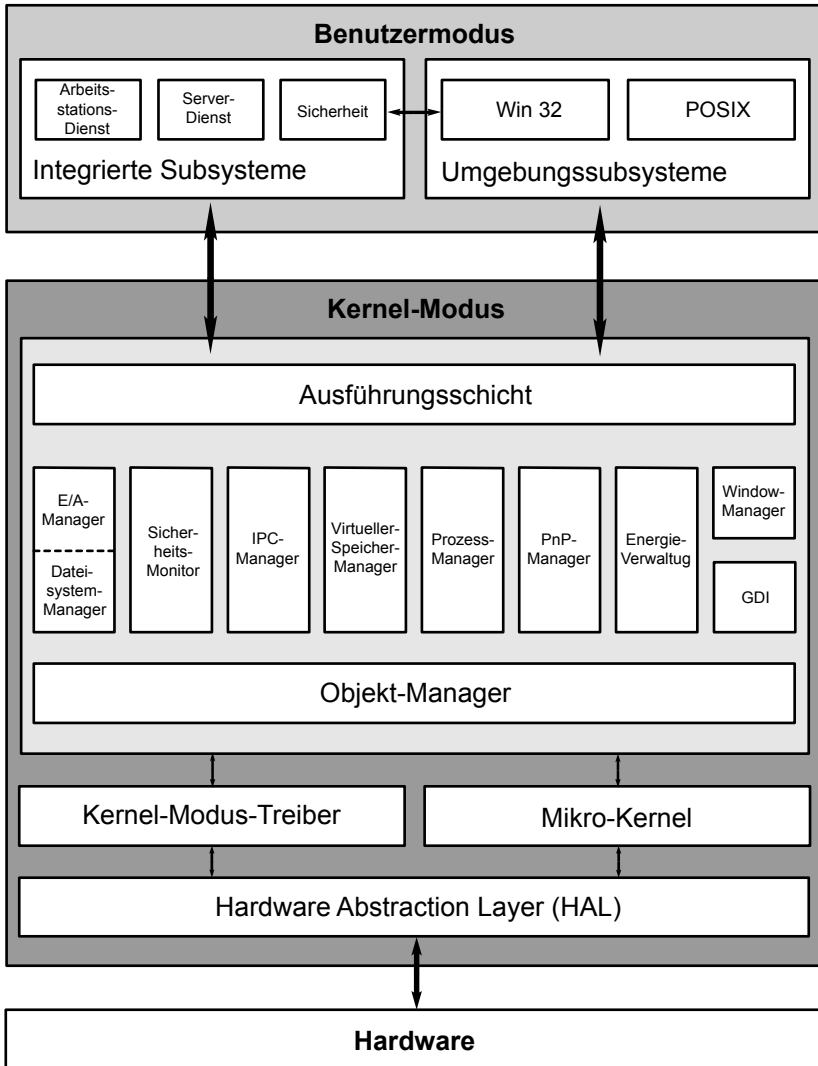 Benutzermodus
Arbeits-
stations-
Dienst
Server-
Dienst
Sicherheit
Integrierte Subsysteme
Win 32
POSIX
Umgebungssubsysteme
Kernel-Modus
Ausführungsschicht
E/A-
Manager
Datei-
system-
Manager
Sicher-
heits-
Monitor
IPC-
Manager
Virtueller-
Speicher-
Manager
Prozess-
Manager
PnP-
Manager
Energie-
Verwaltug
Window-
Manager
GDI
Objekt-Manager
Kernel-Modus-Treiber
Mikro-Kernel
Hardware Abstraction Layer (HAL)
Hardware